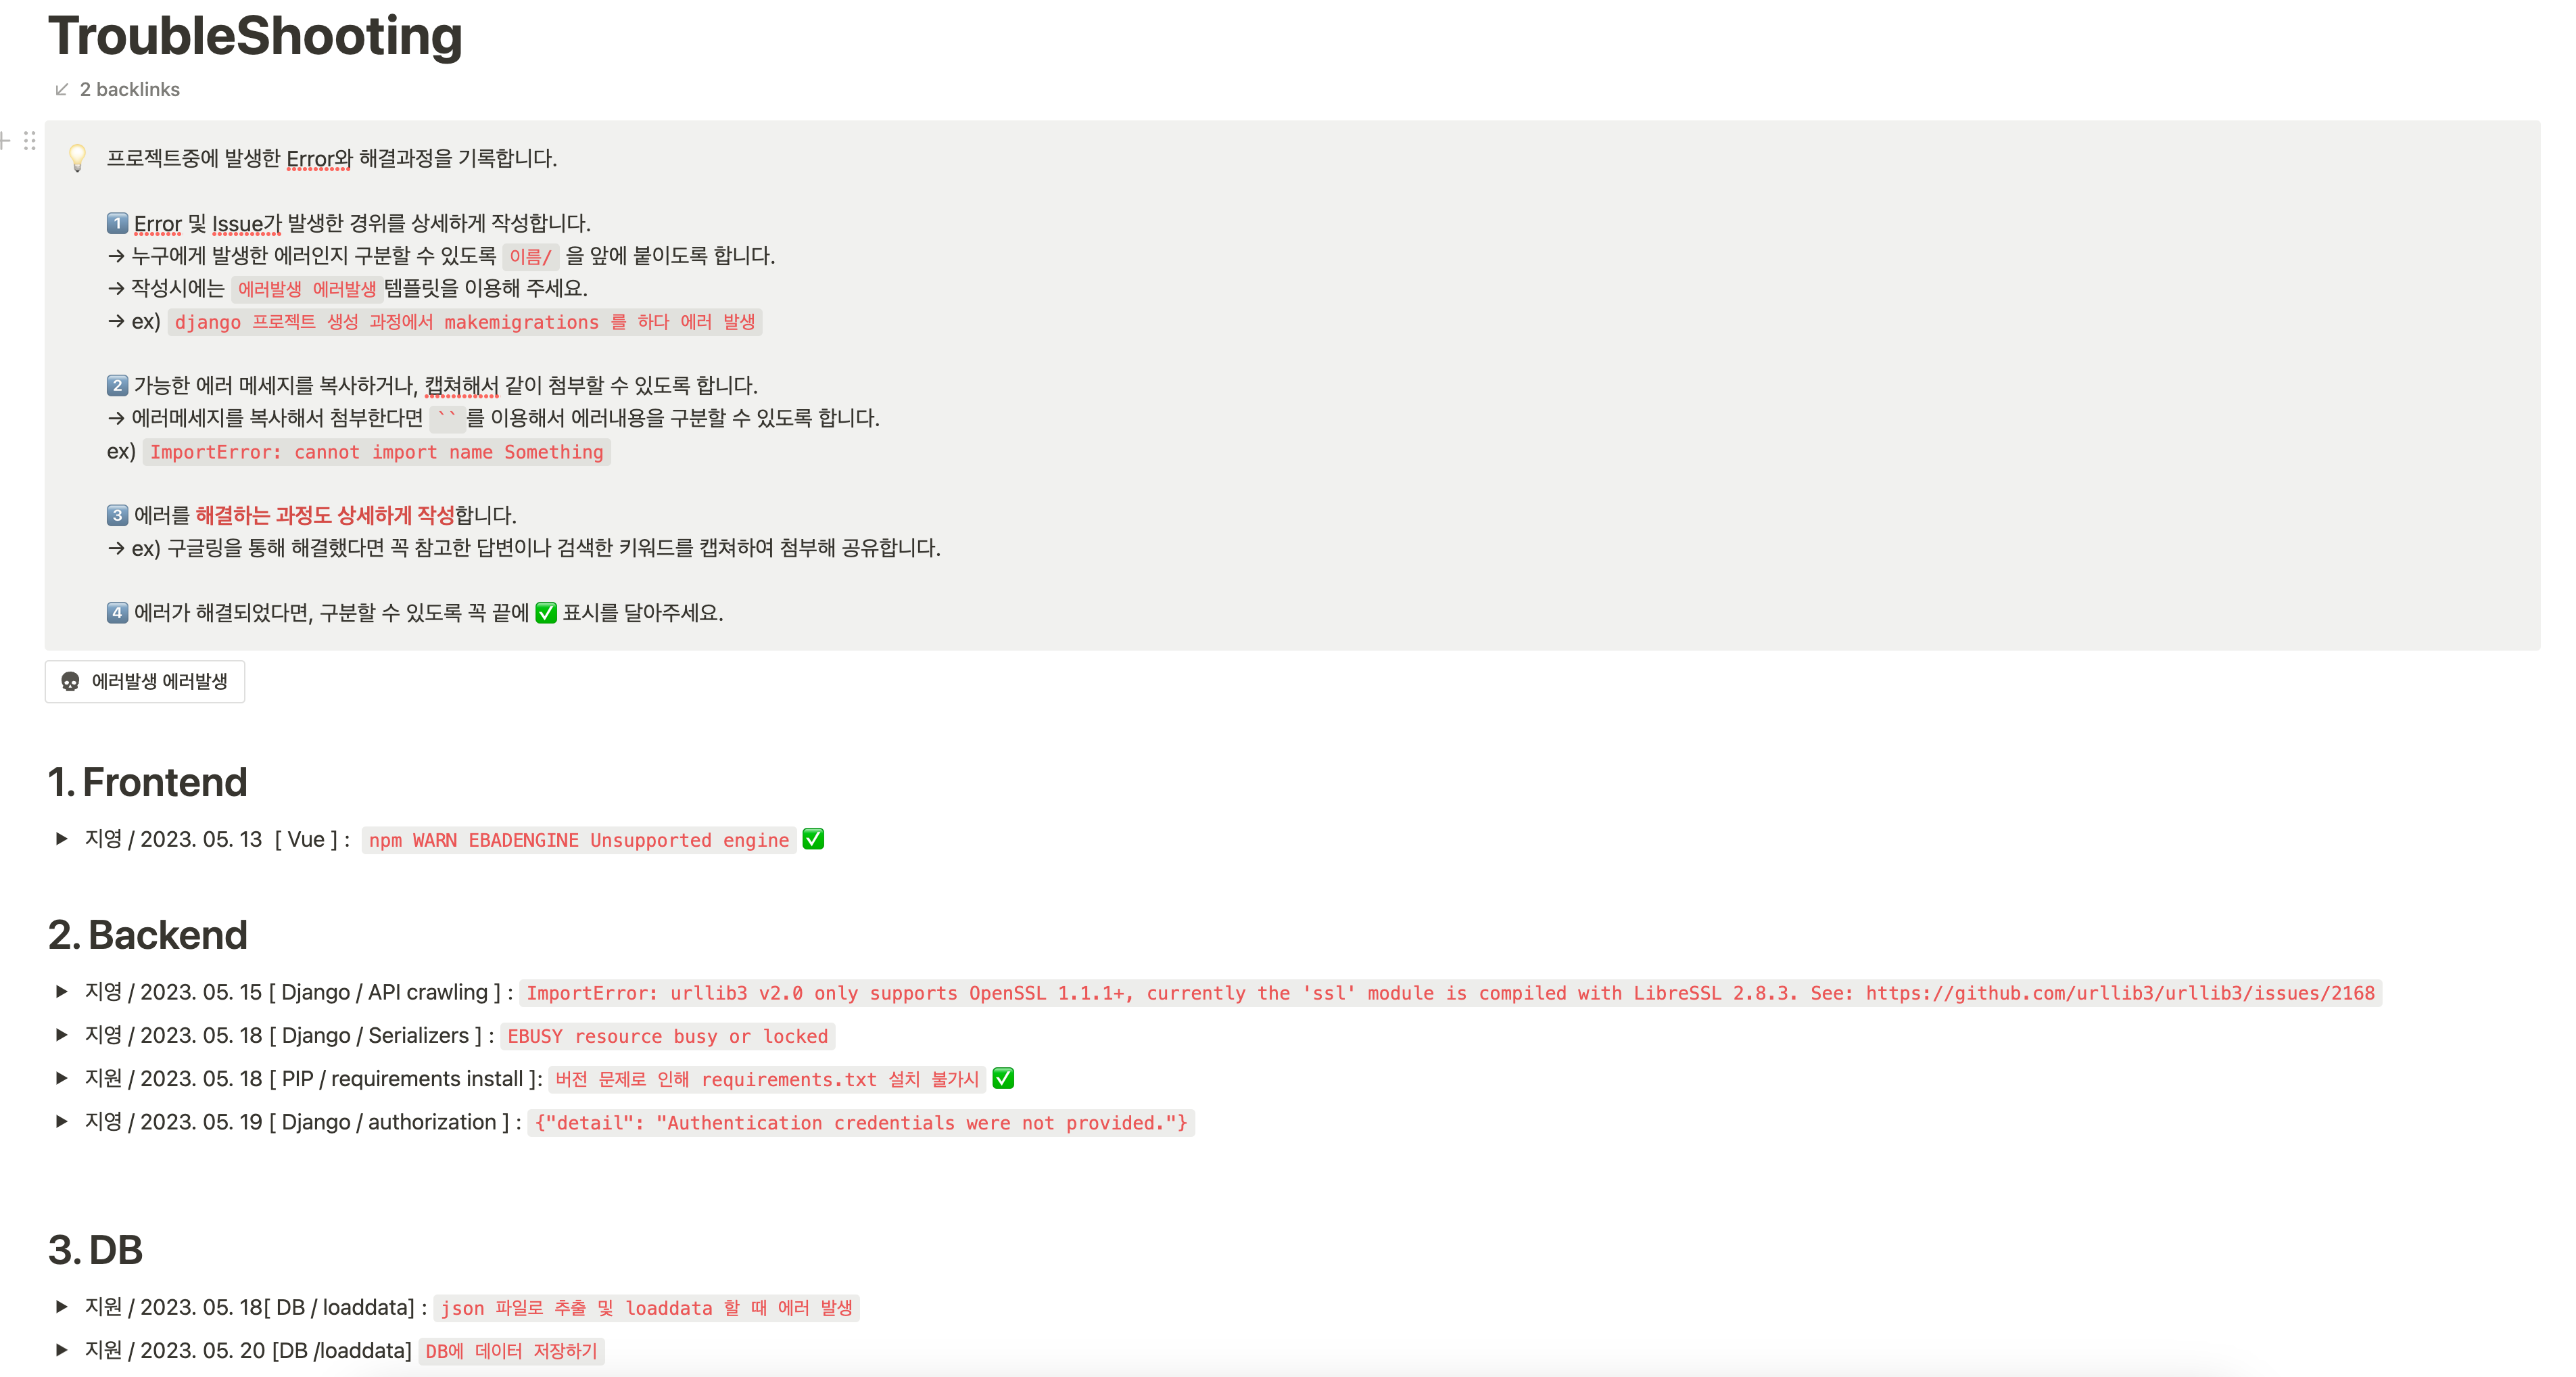 TroubleShooting
2 backlinks
프로젝트중에 발생한 Error와 해결과정을 기록합니다.
1️⃣ Error 및 Issue가 발생한 경위를 상세하게 작성합니다.
→ 누구에게 발생한 에러인지 구분할 수 있도록 이름/ 을 앞에 붙이도록 합니다.
→ 작성시에는 에러발생 에러발생 템플릿을 이용해 주세요.
→ ex) django 프로젝트 생성 과정에서 makemigrations 를 하다 에러 발생
2️⃣ 가능한 에러 메세지를 복사하거나, 캡쳐해서 같이 첨부할 수 있도록 합니다.
→ 에러메세지를 복사해서 첨부한다면 `` 를 이용해서 에러내용을 구분할 수 있도록 합니다.
ex) ImportError: cannot import name Something
3️⃣ 에러를 해결하는 과정도 상세하게 작성합니다.
→ ex) 구글링을 통해 해결했다면 꼭 참고한 답변이나 검색한 키워드를 캡쳐하여 첨부해 공유합니다.
4️⃣ 에러가 해결되었다면, 구분할 수 있도록 꼭 끝에 ✅ 표시를 달아주세요.
에러발생 에러발생
1. Frontend
지영 / 2023. 05. 13 [ Vue ] : npm WARN EBADENGINE Unsupported engine ✅
2. Backend
지영 / 2023. 05. 15 [ Django / API crawling ] : ImportError: urllib3 v2.0 only supports OpenSSL 1.1.1+, currently the 'ssl' module is compiled with LibreSSL 2.8.3. See: https://github.com/urllib3/urllib3/issues/2168
지영 / 2023. 05. 18 [ Django / Serializers ] : EBUSY resource busy or locked
지원 / 2023. 05. 18 [ PIP / requirements install ]: 버전 문제로 인해 requirements.txt 설치 불가시 ✅
지영 / 2023. 05. 19 [ Django / authorization ] : {"detail": "Authentication credentials were not provided."}
3. DB
지원 / 2023. 05. 18[ DB / loaddata] : json 파일로 추출 및 loaddata 할 때 에러 발생
지원 / 2023. 05. 20 [DB /loaddata] DB에 데이터 저장하기